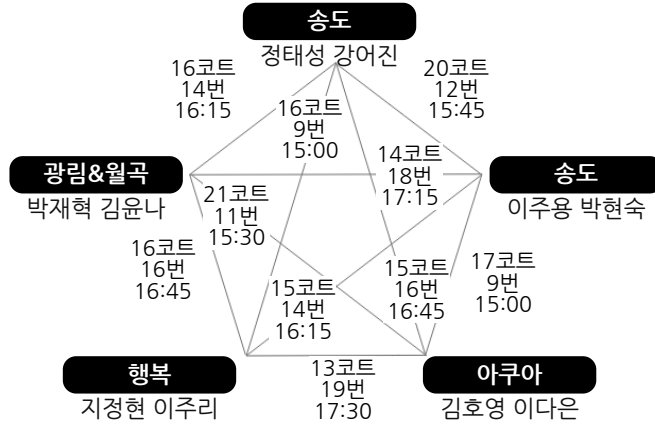 송도
정태성 강어진
16코트
14번
16:15
20코트
12번
15:45
16코트
9번
15:00
14코트
18번
17:15
광림&월곡
박재혁 김윤나
송도
이주용 박현숙
21코트
11번
15:30
16코트
16번
16:45
15코트
14번
16:15
15코트
16번
16:45
17코트
9번
15:00
행복
지정현 이주리
13코트
19번
17:30
아쿠아
김호영 이다은